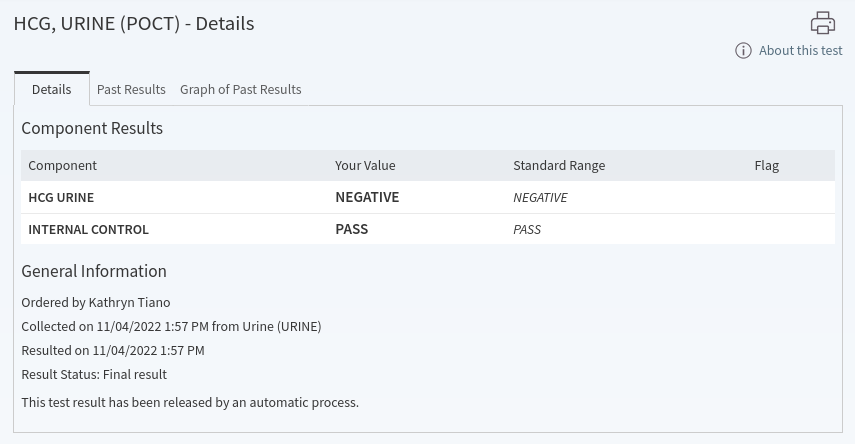 HCG, URINE (POCT) - Details
About this test
Details Past Results Graph of Past Results
Component Results
Component Your Value Standard Range Flag
HCG URINE NEGATIVE NEGATIVE
INTERNAL CONTROL PASS PASS
General Information
Ordered by Kathryn Tiano
Collected on 11/04/2022 1:57 PM from Urine (URINE)
Resulted on 11/04/2022 1:57 PM
Result Status: Final result
This test result has been released by an automatic process.